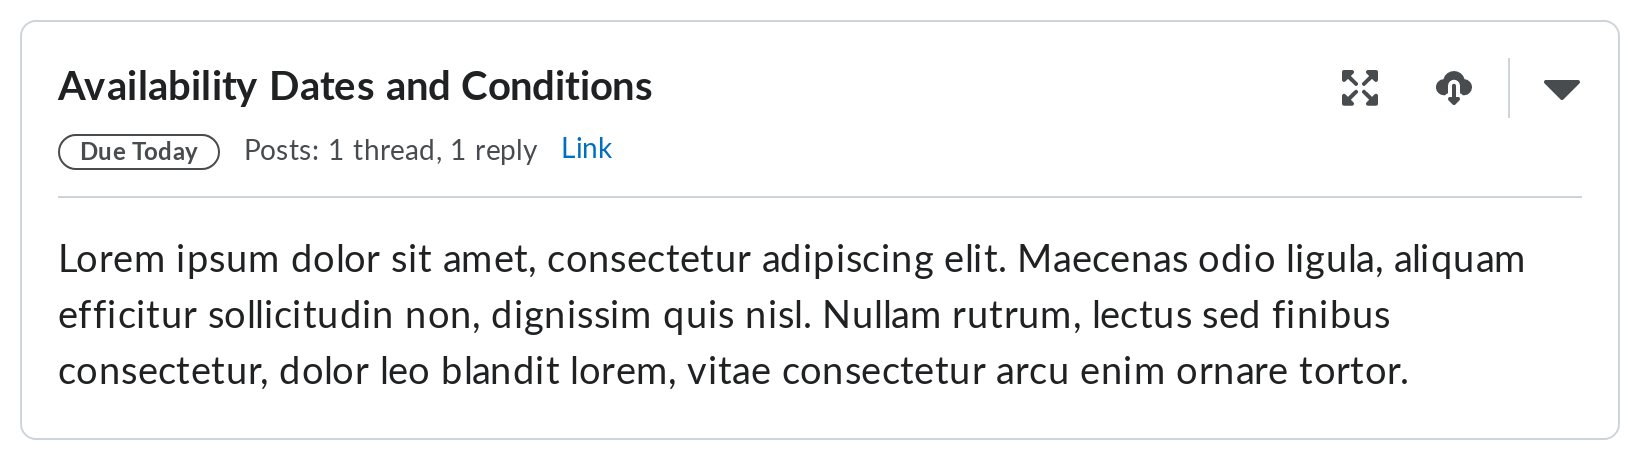 Availability Dates and Conditions
Due Today Posts: 1 thread, 1 reply Link
Lorem ipsum dolor sit amet, consectetur adipiscing elit. Maecenas odio ligula, aliquam
efficitur sollicitudin non, dignissim quis nisl. Nullam rutrum, lectus sed finibus
consectetur, dolor leo blandit lorem, vitae consectetur arcu enim ornare tortor.